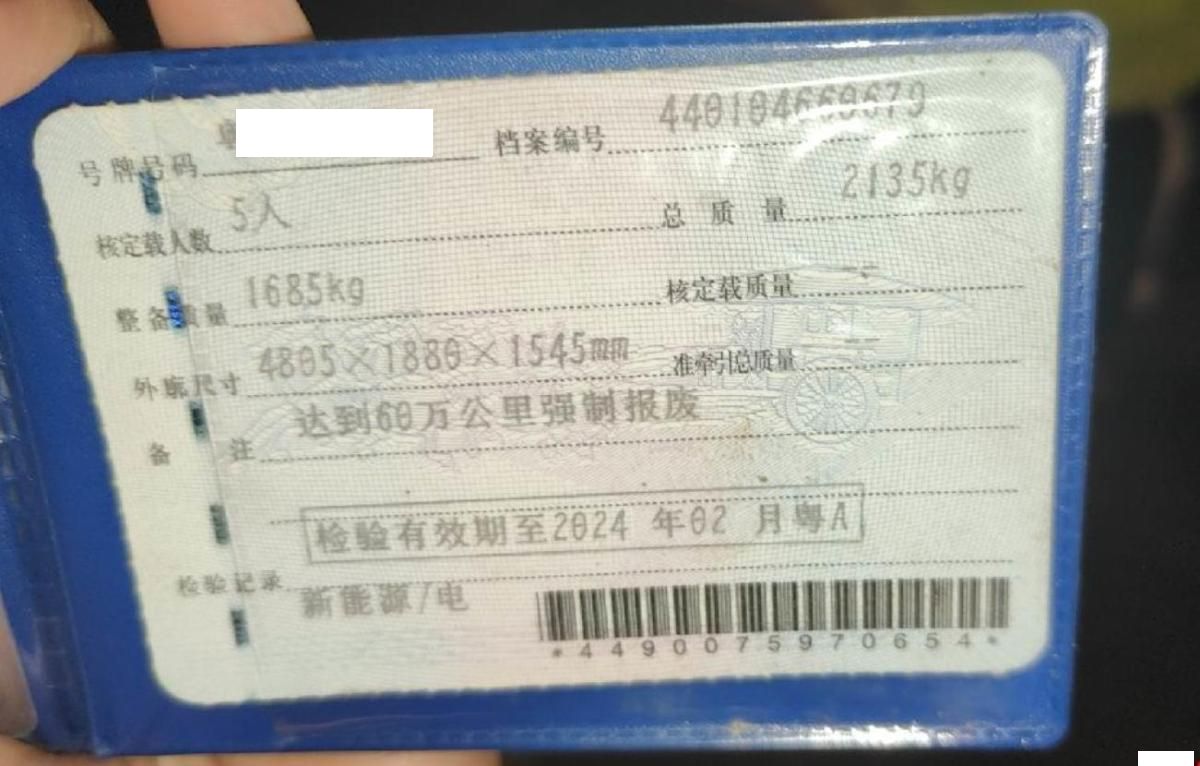 号牌号码 档案编号 440104660679
核定载人数 5人 总质量 2135kg
整备质量 1685kg 核定载质量 --
外廓尺寸 4805×1880×1545mm 准牵引总质量 --
备注 达到60万公里强制报废
检验有效期至2024 年02 月粤A
检验记录
新能源/电
*4490075970654*